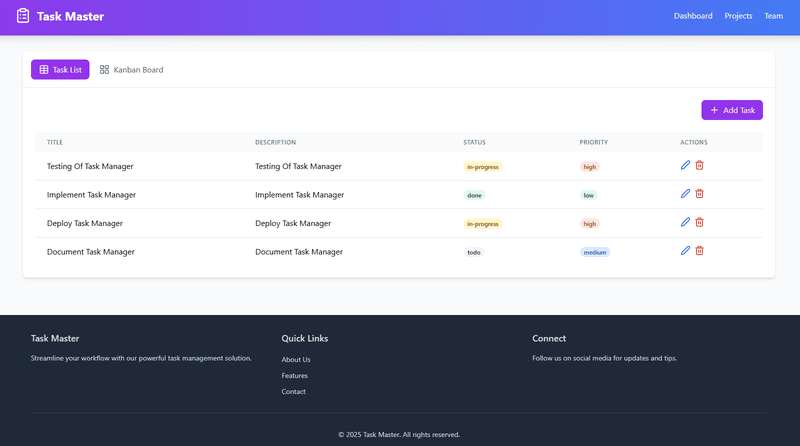 Task Master
Dashboard Projects Team
Task List Kanban Board
Add Task
TITLE DESCRIPTION STATUS PRIORITY ACTIONS
Testing Of Task Manager Testing Of Task Manager in-progress high
Implement Task Manager Implement Task Manager done low
Deploy Task Manager Deploy Task Manager in-progress high
Document Task Manager Document Task Manager todo medium
Task Master
Streamline your workflow with our powerful task management solution.
Quick Links
About Us
Features
Contact
Connect
Follow us on social media for updates and tips.
© 2025 Task Master. All rights reserved.